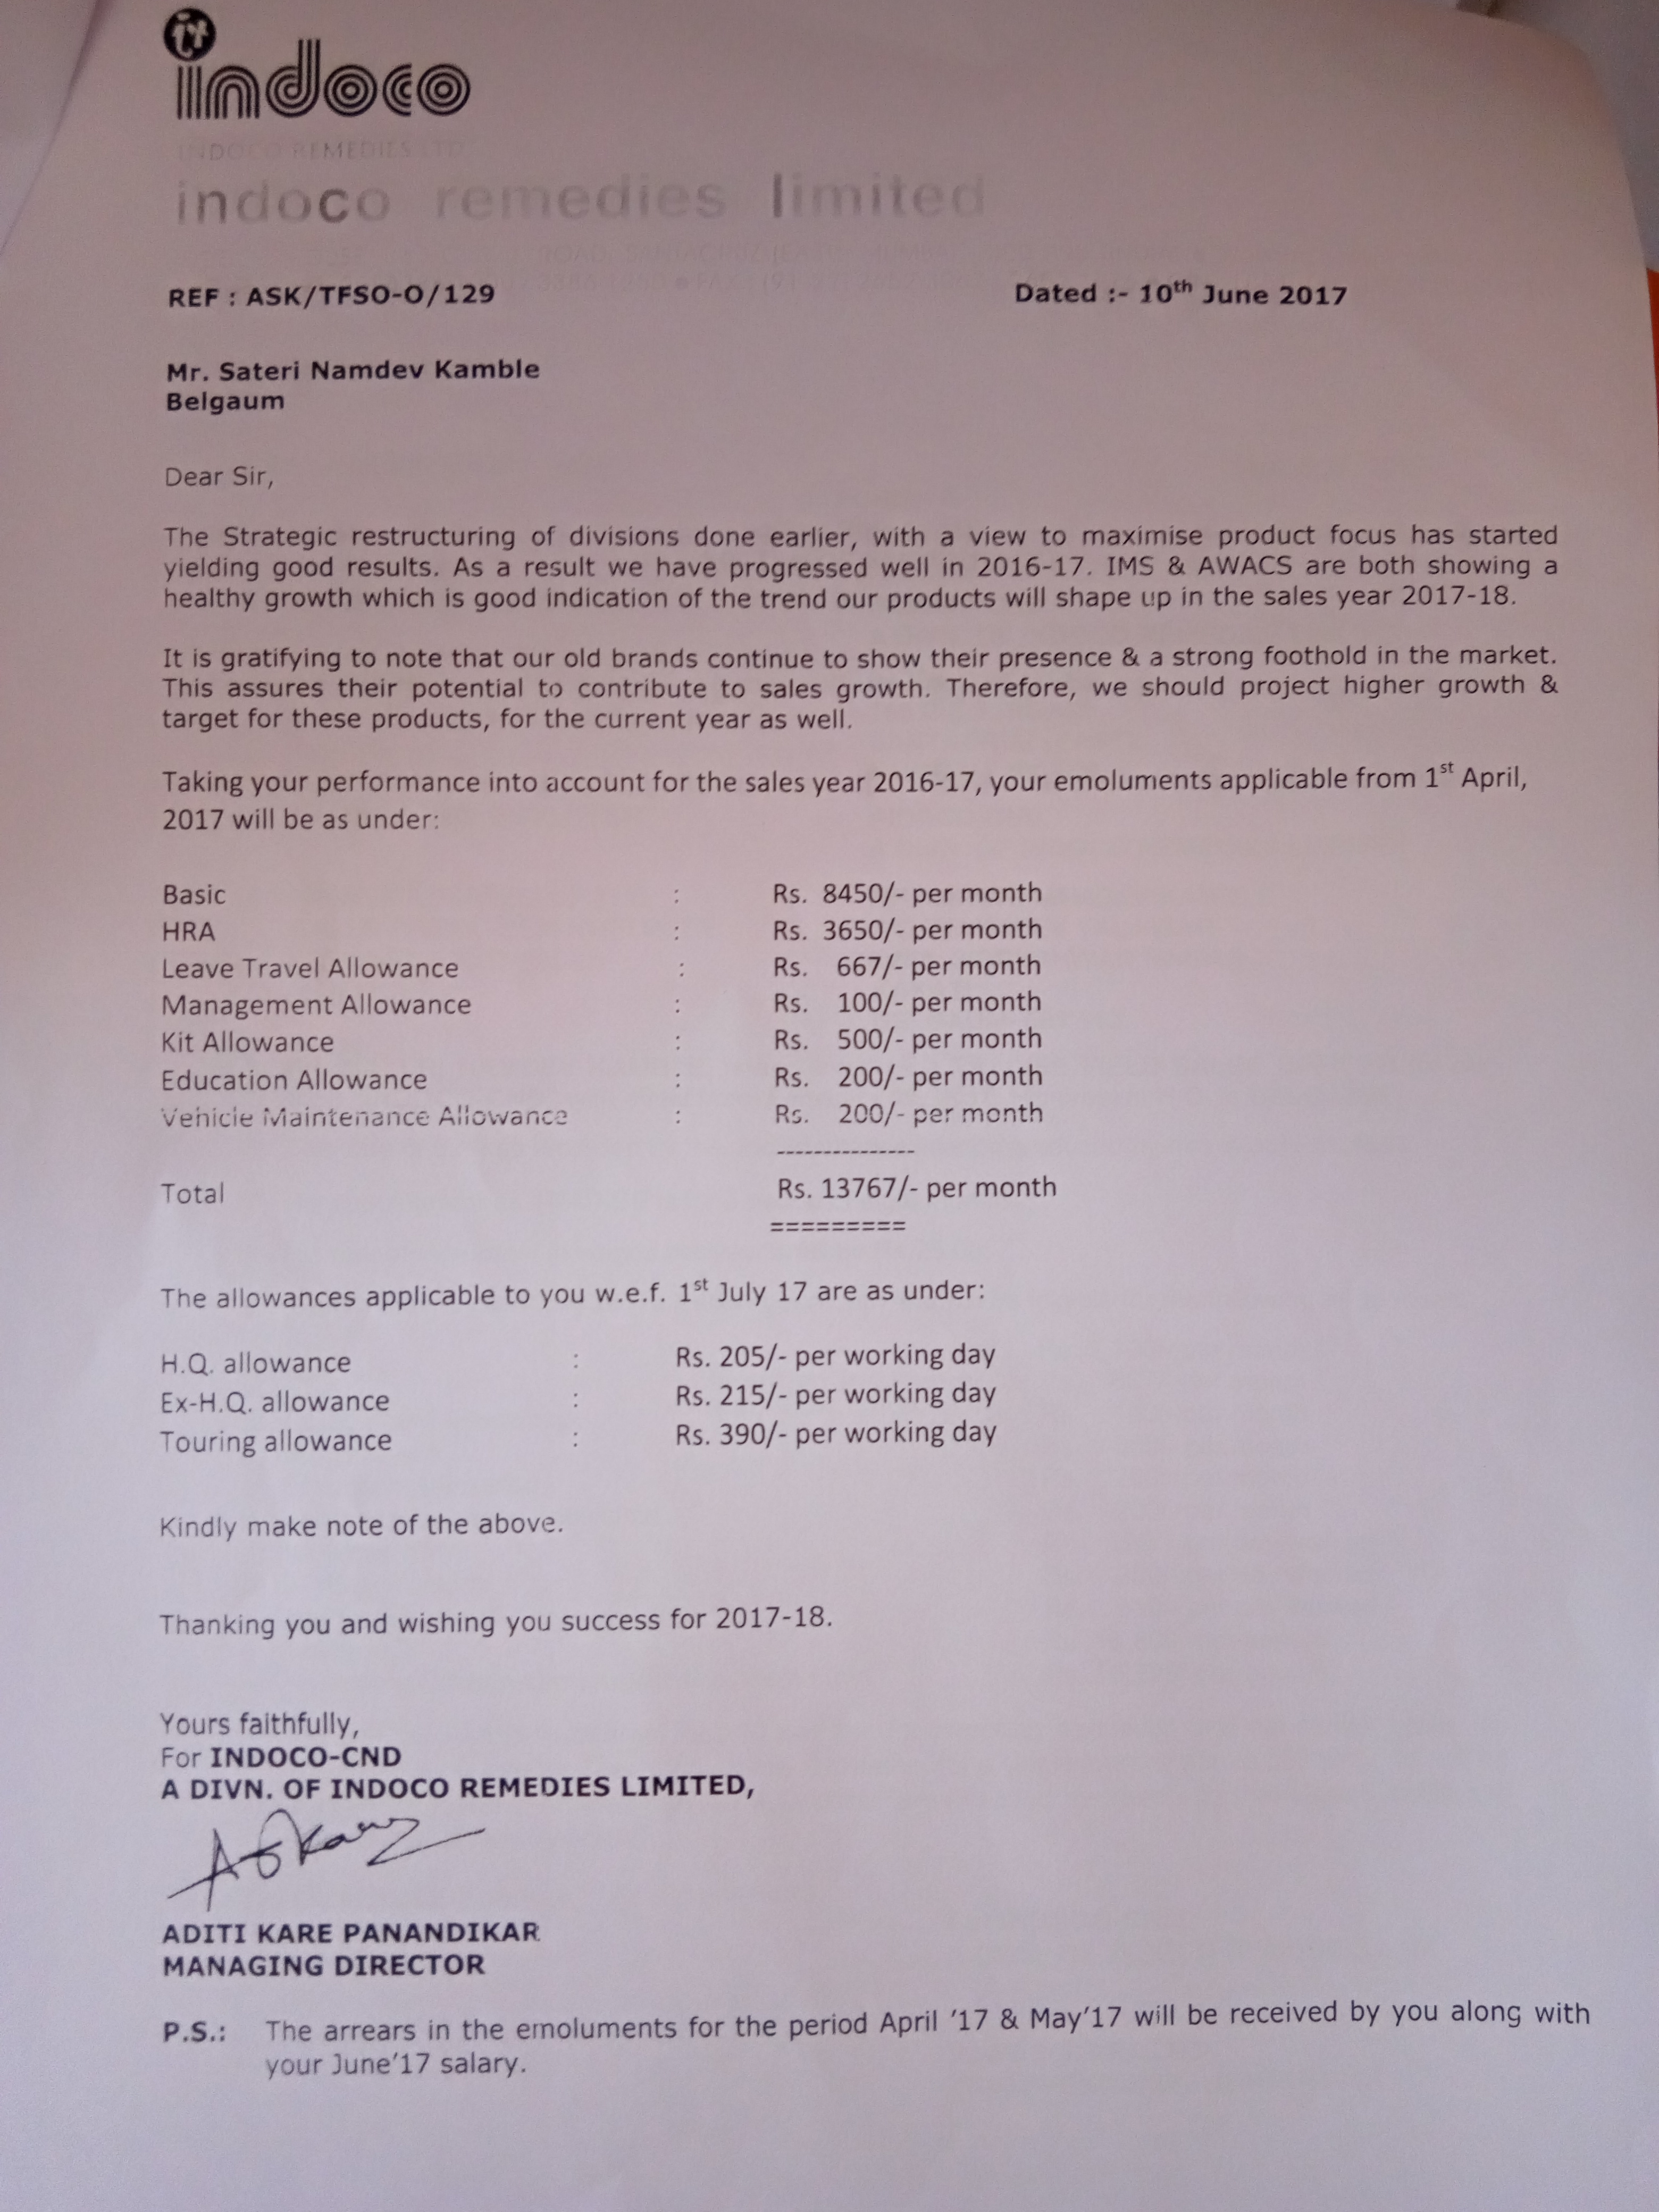 indoco
INDOCO REMEDIES LTD
indoco remedies limited
ROAD, SANTACRUZ (EAST)
REF : ASK/TFSO-O/129 Dated :- 10th June 2017
Mr. Sateri Namdev Kamble
Belgaum
Dear Sir,
The Strategic restructuring of divisions done earlier, with a view to maximise product focus has started
yielding good results. As a result we have progressed well in 2016-17. IMS & AWACS are both showing a
healthy growth which is good indication of the trend our products will shape up in the sales year 2017-18.
It is gratifying to note that our old brands continue to show their presence & a strong foothold in the market.
This assures their potential to contribute to sales growth. Therefore, we should project higher growth &
target for these products, for the current year as well.
Taking your performance into account for the sales year 2016-17, your emoluments applicable from 1st April,
2017 will be as under:
Basic : Rs. 8450/- per month
HRA : Rs. 3650/- per month
Leave Travel Allowance : Rs. 667/- per month
Management Allowance : Rs. 100/- per month
Kit Allowance : Rs. 500/- per month
Education Allowance : Rs. 200/- per month
Vehicle Maintenance Allowance : Rs. 200/- per month
---------------
Total Rs. 13767/- per month
=========
The allowances applicable to you w.e.f. 1st July 17 are as under:
H.Q. allowance : Rs. 205/- per working day
Ex-H.Q. allowance : Rs. 215/- per working day
Touring allowance : Rs. 390/- per working day
Kindly make note of the above.
Thanking you and wishing you success for 2017-18.
Yours faithfully,
For INDOCO-CND
A DIVN. OF INDOCO REMEDIES LIMITED,
ADITI KARE PANANDIKAR
MANAGING DIRECTOR
P.S.: The arrears in the emoluments for the period April '17 & May'17 will be received by you along with
your June'17 salary.